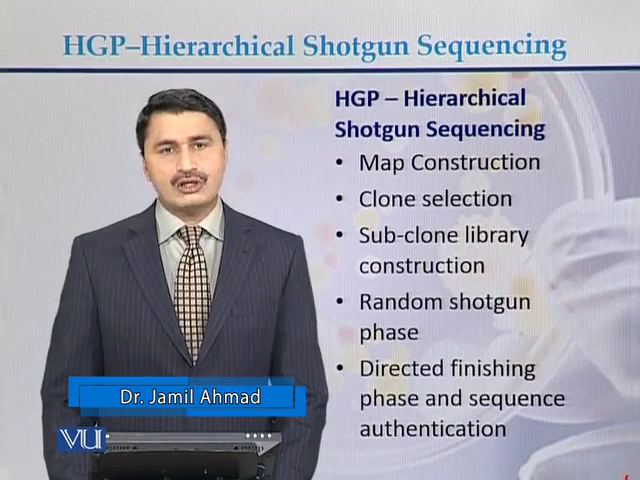 HGP–Hierarchical Shotgun Sequencing
HGP – Hierarchical
Shotgun Sequencing
• Map Construction
• Clone selection
• Sub-clone library
construction
• Random shotgun
phase
• Directed finishing
phase and sequence
authentication
Dr. Jamil Ahmad
VU